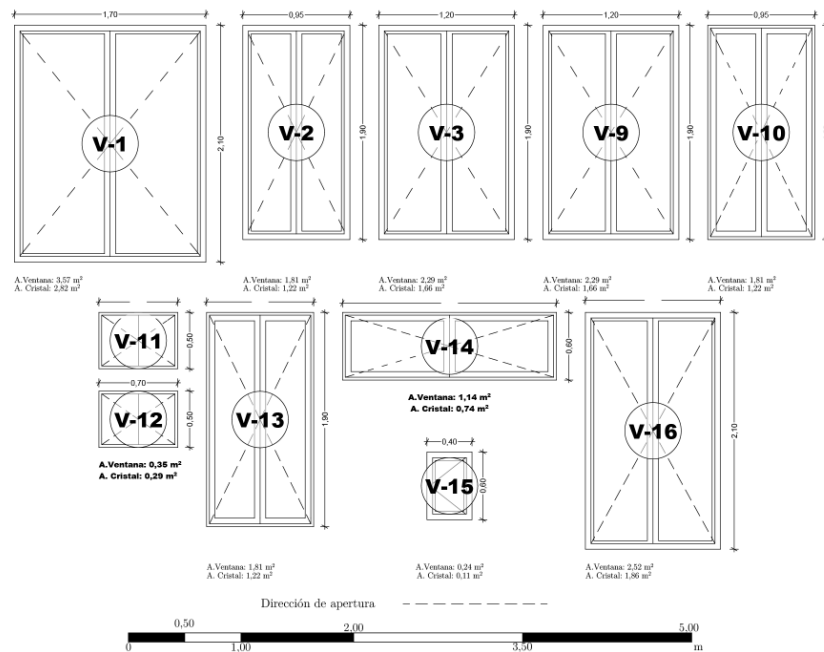 1,70
0,95
1,20
1,20
0,95
V-1
2,10
V-2
1,90
V-3
1,90
V-9
1,90
V-10
A.Ventana: 3,57 m²
A. Cristal: 2,82 m²
A.Ventana: 1,81 m²
A. Cristal: 1,22 m²
A.Ventana: 2,29 m²
A. Cristal: 1,66 m²
A.Ventana: 2,29 m²
A. Cristal: 1,66 m²
A.Ventana: 1,81 m²
A. Cristal: 1,22 m²
V-11
0,50
0,70
V-12
0,50
A.Ventana: 0,35 m²
A. Cristal: 0,29 m²
V-13
1,90
A.Ventana: 1,81 m²
A. Cristal: 1,22 m²
V-14
0,60
A.Ventana: 1,14 m²
A. Cristal: 0,74 m²
0,40
V-15
0,60
A.Ventana: 0,24 m²
A. Cristal: 0,11 m²
V-16
2,10
A.Ventana: 2,52 m²
A. Cristal: 1,86 m²
Dirección de apertura
0,50
2,00
5,00
0
1,00
3,50
m